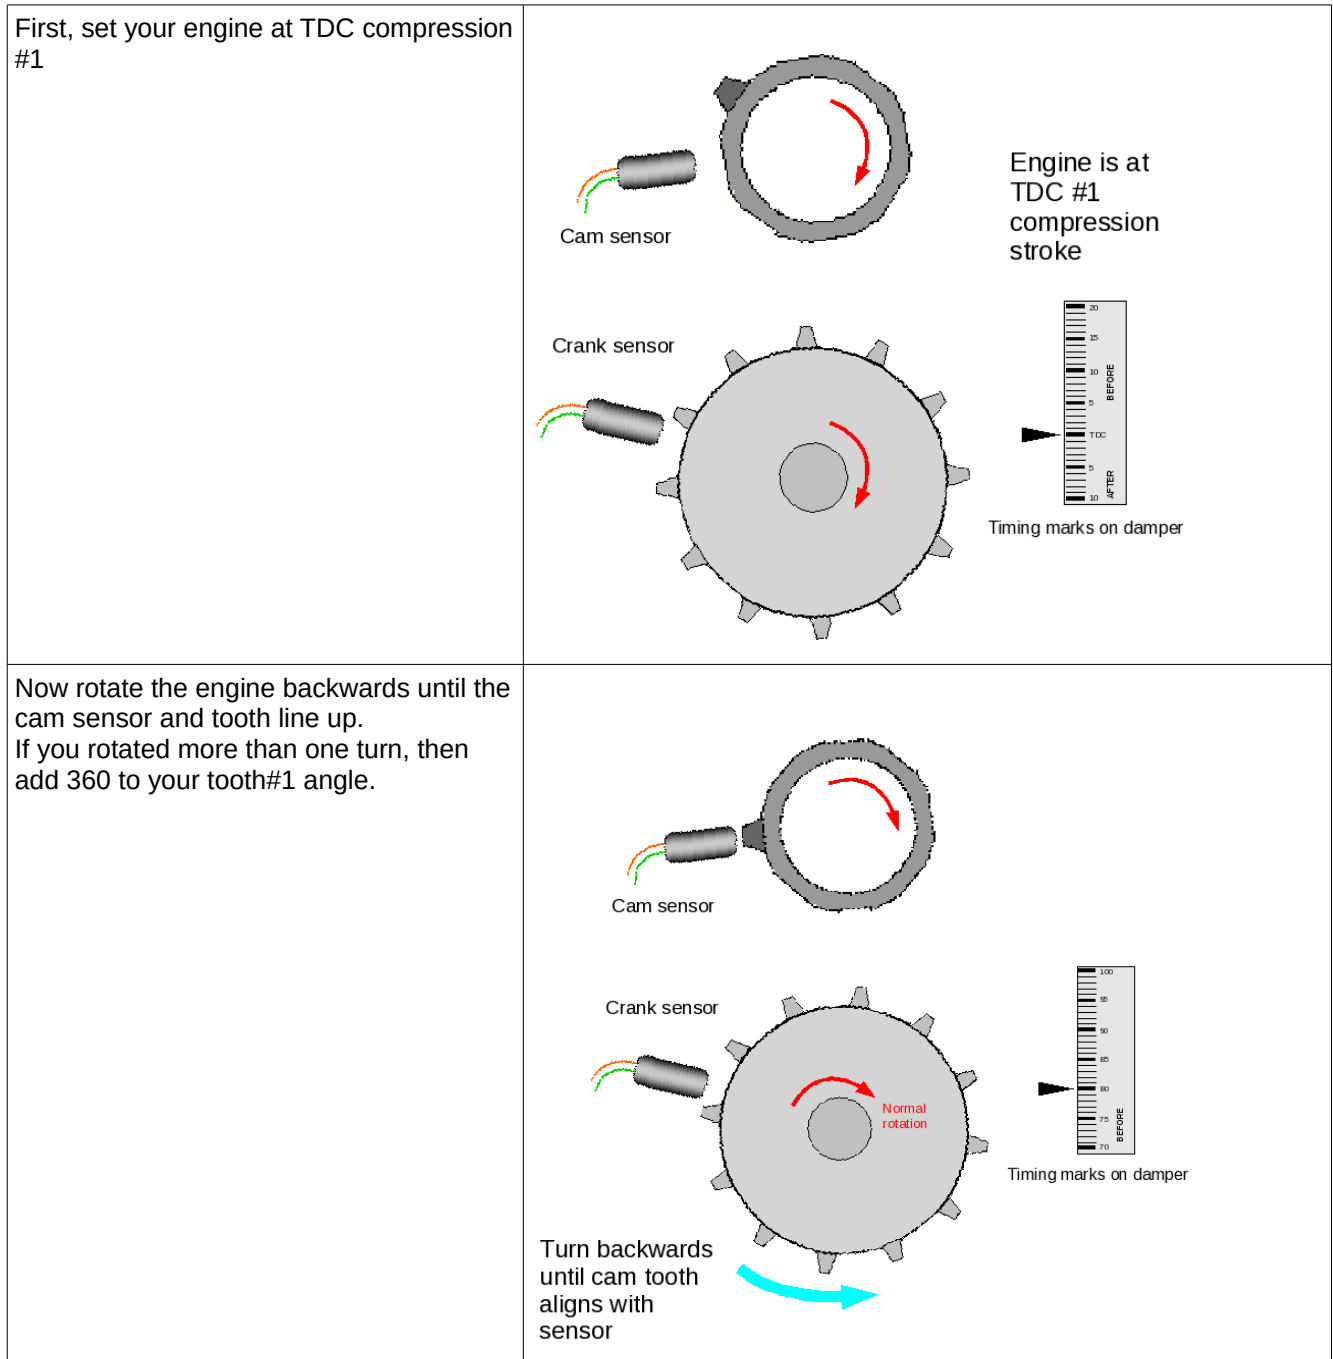 First, set your engine at TDC compression
#1
Cam sensor
Engine is at
TDC #1
compression
stroke
Crank sensor
20
15
10
5
TDC
5
10
BEFORE
AFTER
Timing marks on damper
Now rotate the engine backwards until the
cam sensor and tooth line up.
If you rotated more than one turn, then
add 360 to your tooth#1 angle.
Cam sensor
Crank sensor
Normal
rotation
100
95
90
85
80
75
70
BEFORE
Timing marks on damper
Turn backwards
until cam tooth
aligns with
sensor